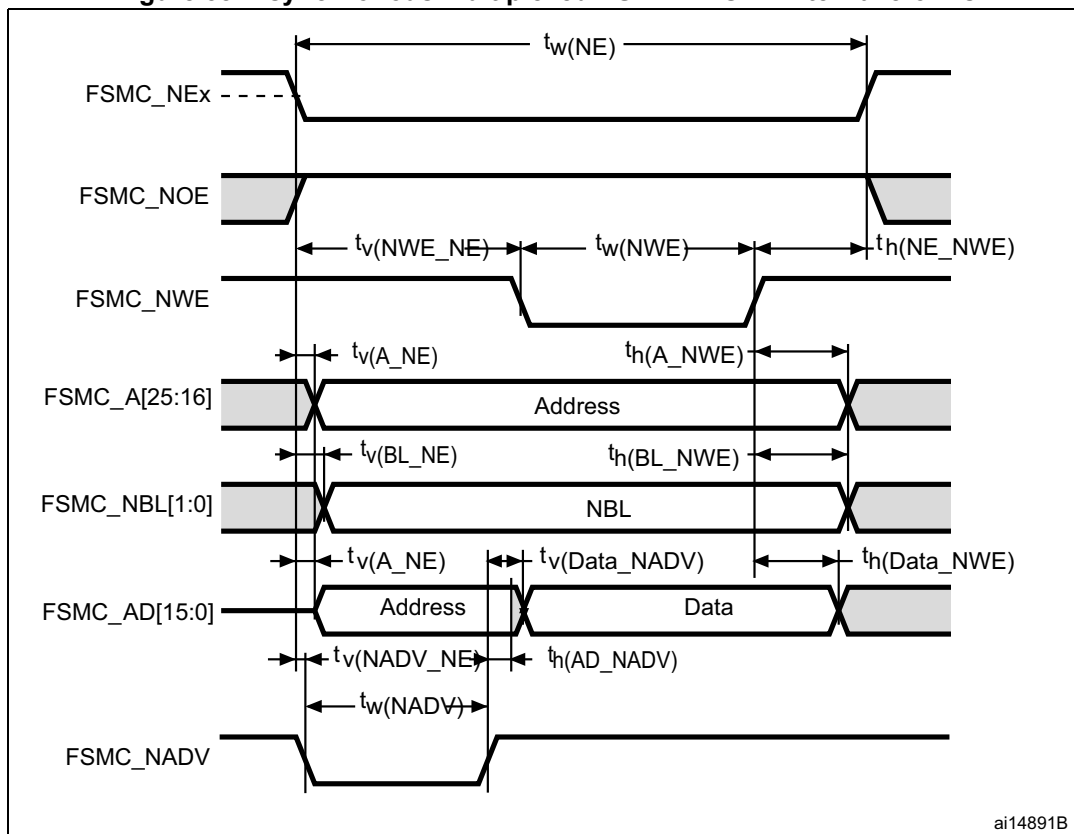 tw(NE)
FSMC_NEx
FSMC_NOE
tv(NWE_NE)
tw(NWE)
th(NE_NWE)
FSMC_NWE
tv(A_NE)
th(A_NWE)
FSMC_A[25:16]
Address
tv(BL_NE)
th(BL_NWE)
FSMC_NBL[1:0]
NBL
tv(A_NE)
tv(Data_NADV)
th(Data_NWE)
FSMC_AD[15:0]
Address
Data
tv(NADV_NE)
th(AD_NADV)
tw(NADV)
FSMC_NADV
ai14891B